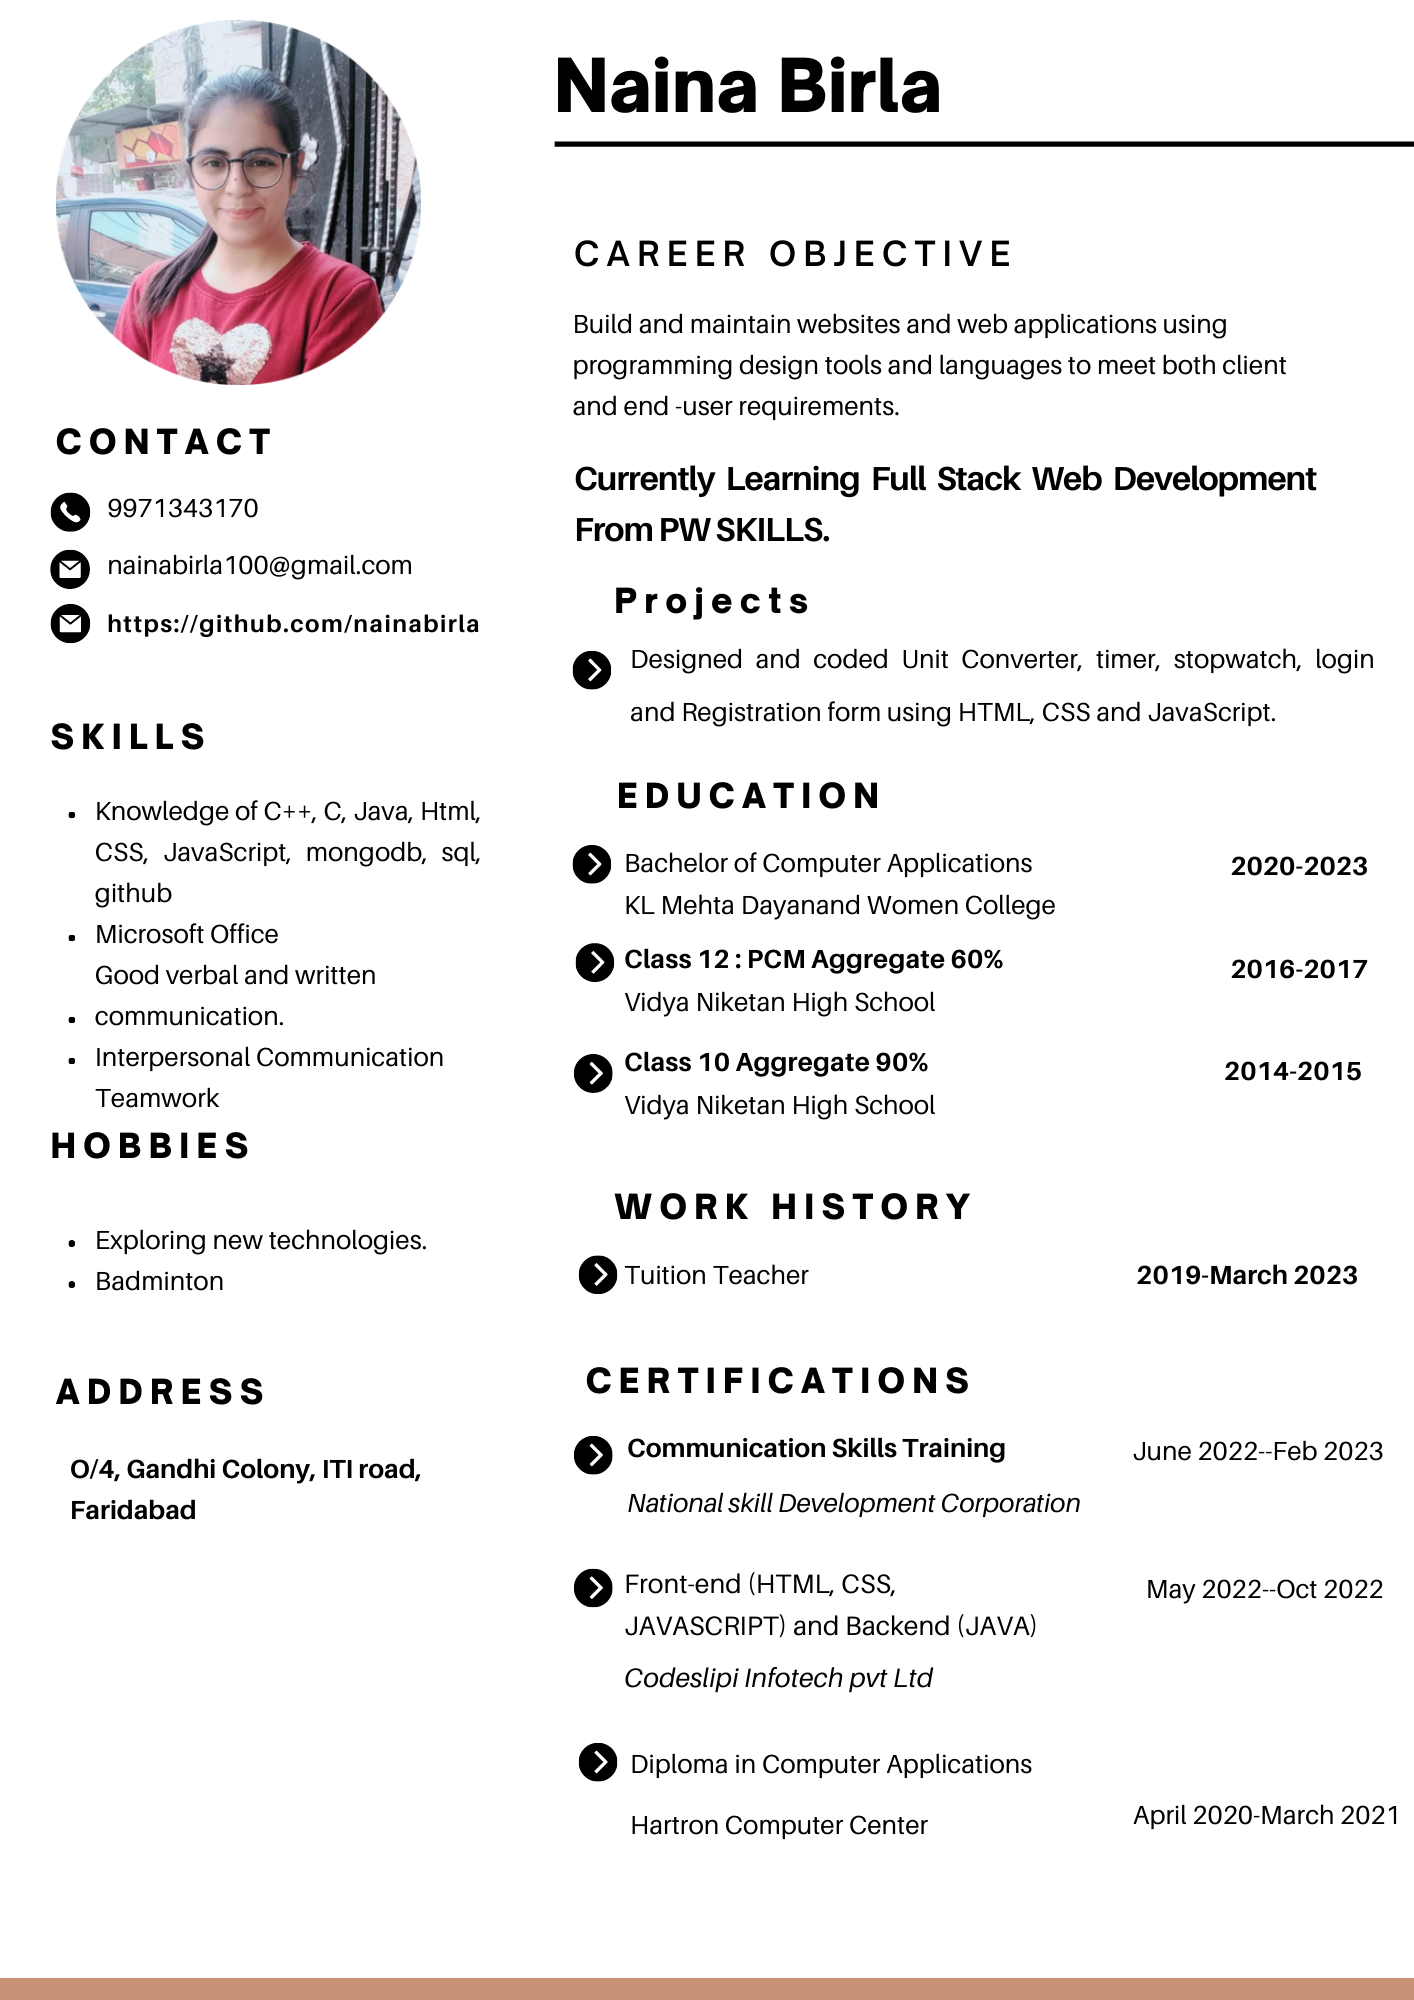 Naina Birla
CONTACT
9971343170
nainabirla100@gmail.com
https://github.com/nainabirla
SKILLS
Knowledge of C++, C, Java, Html,
CSS, JavaScript, mongodb, sql,
github
Microsoft Office
Good verbal and written
communication.
Interpersonal Communication
Teamwork
HOBBIES
Exploring new technologies.
Badminton
ADDRESS
O/4, Gandhi Colony, ITI road,
Faridabad
CAREER OBJECTIVE
Build and maintain websites and web applications using
programming design tools and languages to meet both client
and end -user requirements.
Currently Learning Full Stack Web Development
From PW SKILLS.
Projects
Designed and coded Unit Converter, timer, stopwatch, login
and Registration form using HTML, CSS and JavaScript.
EDUCATION
Bachelor of Computer Applications 2020-2023
KL Mehta Dayanand Women College
Class 12 : PCM Aggregate 60% 2016-2017
Vidya Niketan High School
Class 10 Aggregate 90% 2014-2015
Vidya Niketan High School
WORK HISTORY
Tuition Teacher 2019-March 2023
CERTIFICATIONS
Communication Skills Training June 2022--Feb 2023
National skill Development Corporation
Front-end (HTML, CSS, May 2022--Oct 2022
JAVASCRIPT) and Backend (JAVA)
Codeslipi Infotech pvt Ltd
Diploma in Computer Applications
Hartron Computer Center April 2020-March 2021